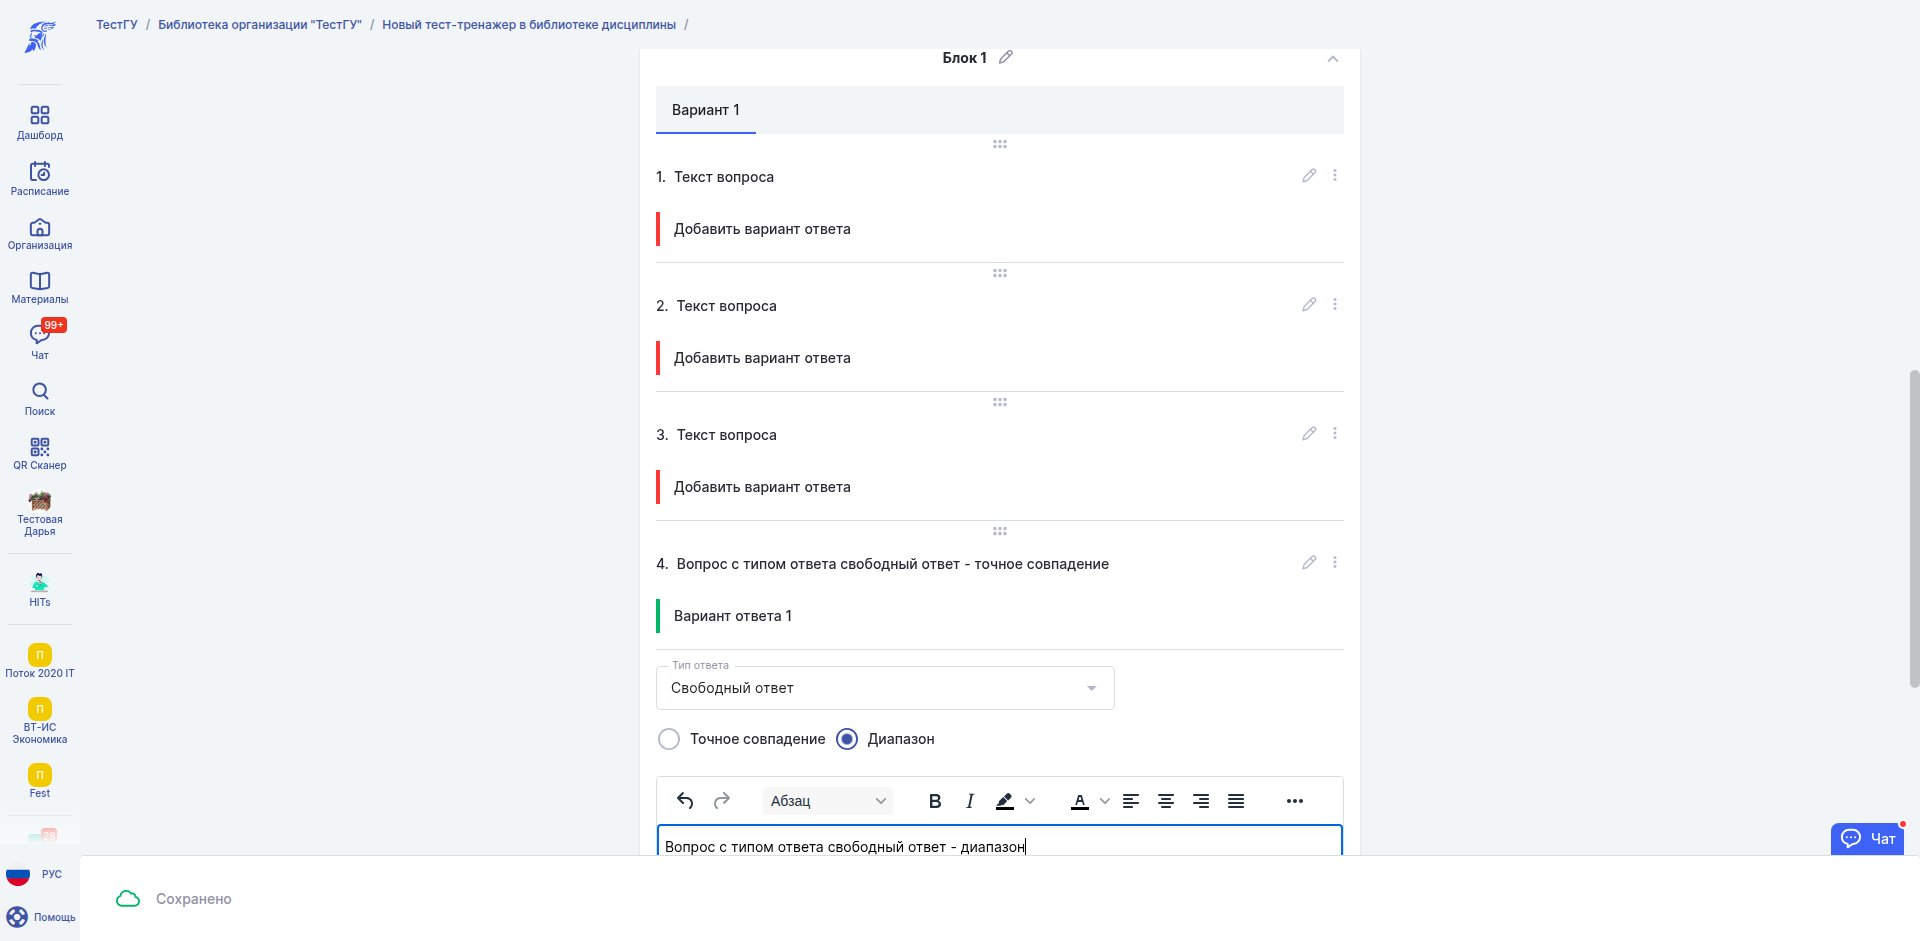 ТестГУ / Библиотека организации "ТестГУ" / Новый тест-тренажер в библиотеке дисциплины /
Дашборд
Расписание
Организация
Материалы
99+
Чат
Поиск
QR Сканер
Тестовая
Дарья
HITs
П
Поток 2020 IT
П
ВТ-ИС
Экономика
П
Fest
28
РУС
Помощь
Блок 1
Вариант 1
1. Текст вопроса
Добавить вариант ответа
2. Текст вопроса
Добавить вариант ответа
3. Текст вопроса
Добавить вариант ответа
4. Вопрос с типом ответа свободный ответ - точное совпадение
Вариант ответа 1
Тип ответа
Свободный ответ
Точное совпадение Диапазон
Абзац B I A
Вопрос с типом ответа свободный ответ - диапазон
Чат
Сохранено